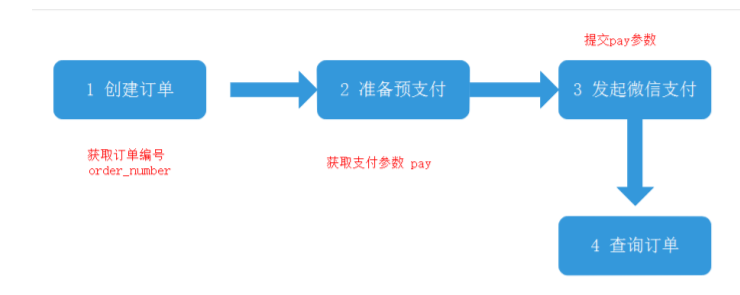 提交pay参数
1 创建订单
2 准备预支付
3 发起微信支付
获取订单编号
order_number
获取支付参数 pay
4 查询订单